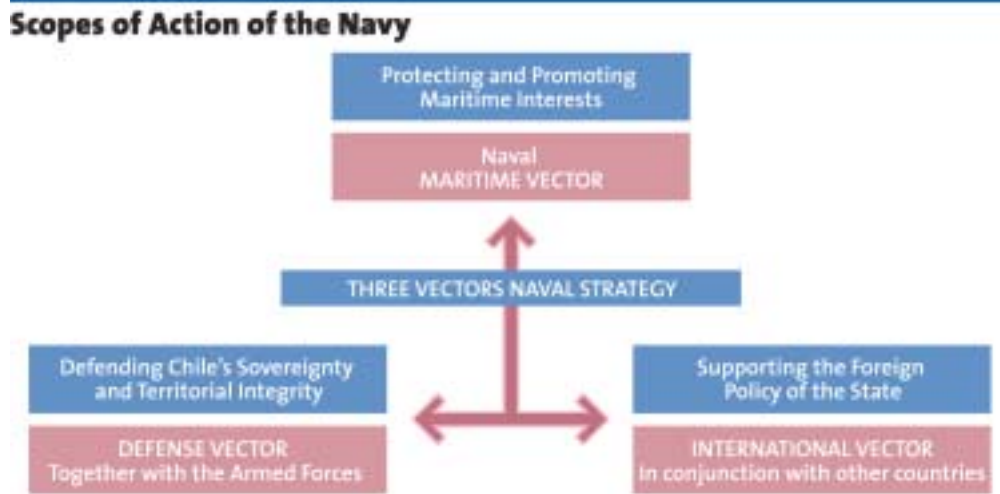 Scopes of Action of the Navy
Protecting and Promoting
Maritime Interests
Naval
MARITIME VECTOR
THREE VECTORS NAVAL STRATEGY
Defending Chile's Sovereignty
and Territorial Integrity
DEFENSE VECTOR
Together with the Armed Forces
Supporting the Foreign
Policy of the State
INTERNATIONAL VECTOR
In conjunction with other countries